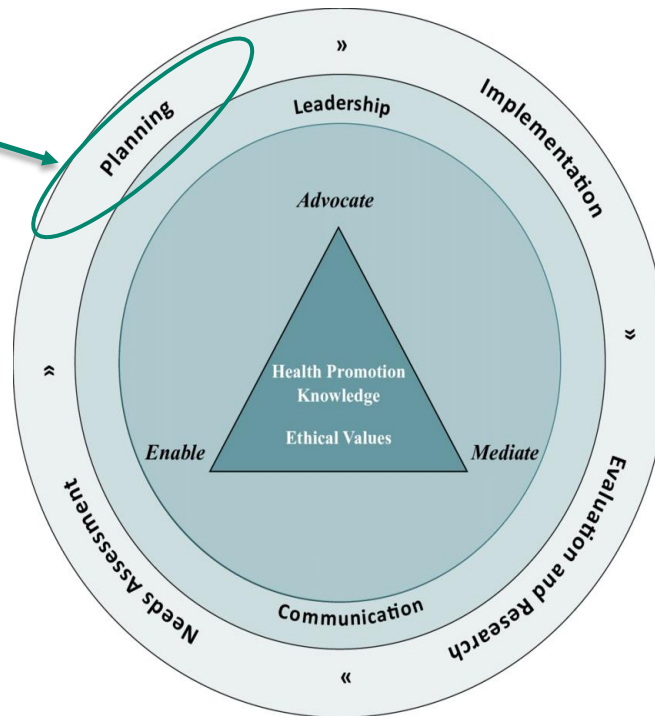 »
Planning
Implementation
Leadership
Advocate
Health Promotion
Knowledge
Ethical Values
Enable
Mediate
»
»
Needs Assessment
Evaluation and Research
Communication
»